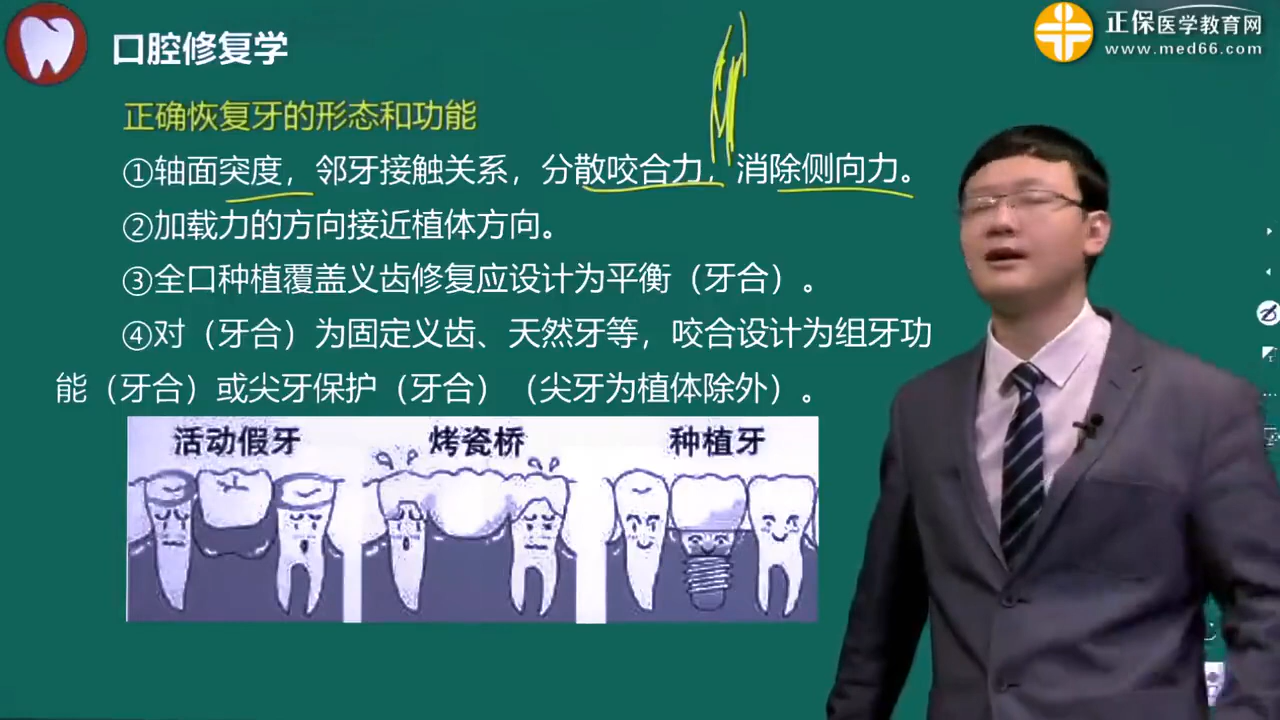 口腔修复学
正保医学教育网
www.med66.com
正确恢复牙的形态和功能
①轴面突度，邻牙接触关系，分散咬合力，消除侧向力。
②加载力的方向接近植体方向。
③全口种植覆盖义齿修复应设计为平衡（牙合）。
④对（牙合）为固定义齿、天然牙等，咬合设计为组牙功
能（牙合）或尖牙保护（牙合）（尖牙为植体除外）。
活动假牙
烤瓷桥
种植牙